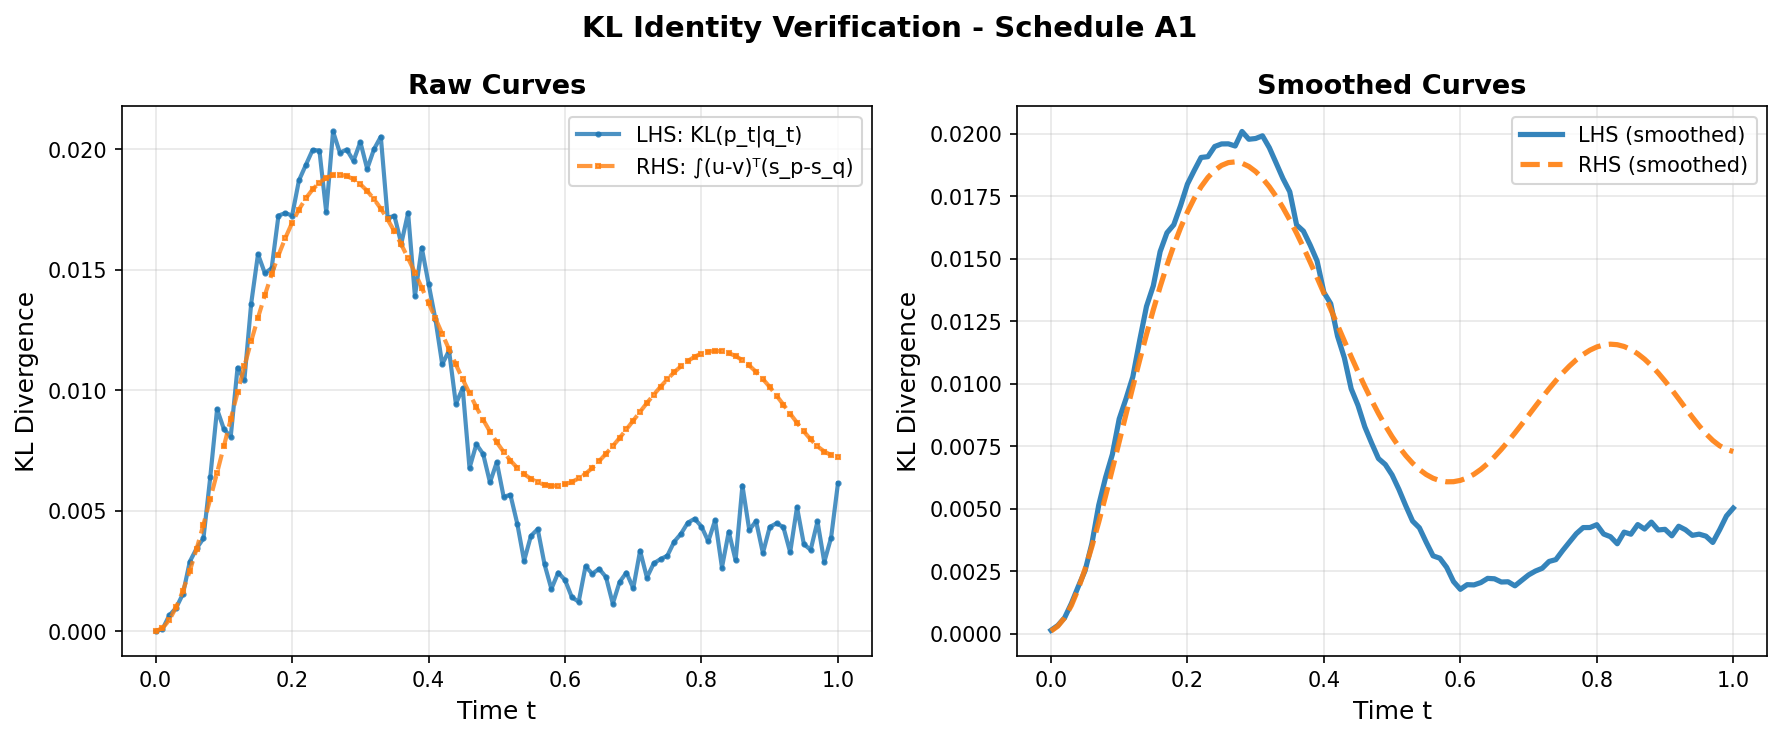 KL Identity Verification - Schedule A1
Raw Curves
LHS: KL(p_t|q_t)
RHS: ∫(u-v)ᵀ(s_p-s_q)
KL Divergence
0.020
0.015
0.010
0.005
0.000
0.0 0.2 0.4 0.6 0.8 1.0
Time t
Smoothed Curves
LHS (smoothed)
RHS (smoothed)
KL Divergence
0.0200
0.0175
0.0150
0.0125
0.0100
0.0075
0.0050
0.0025
0.0000
0.0 0.2 0.4 0.6 0.8 1.0
Time t